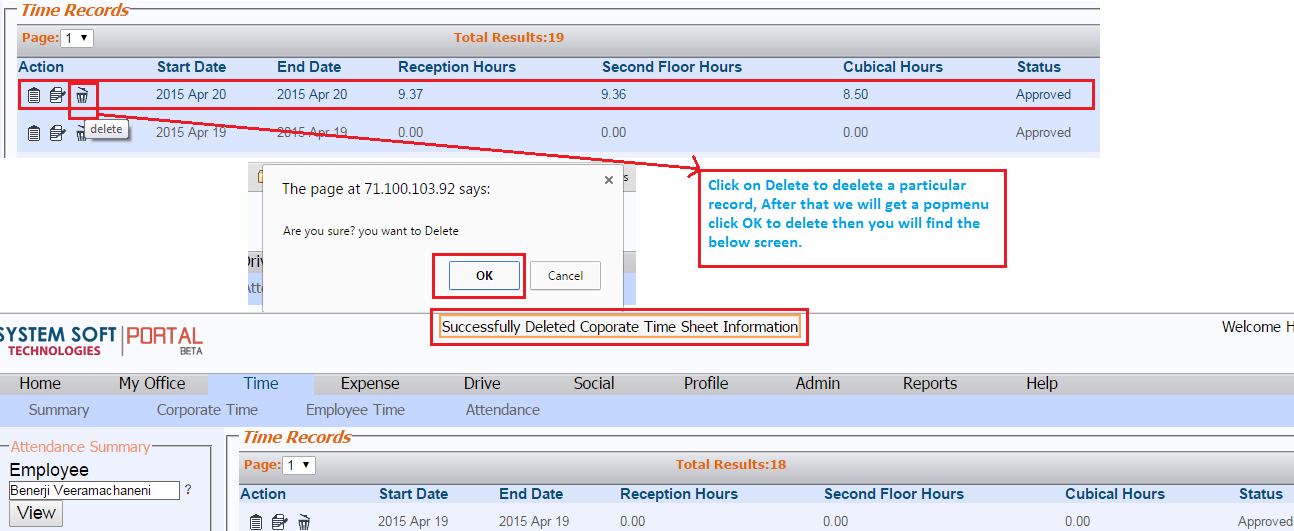 Time Records
Page: 1
Total Results:19
Action Start Date End Date Reception Hours Second Floor Hours Cubical Hours Status
2015 Apr 20 2015 Apr 20 9.37 9.36 8.50 Approved
delete
2015 Apr 19 2015 Apr 19 0.00 0.00 0.00 Approved
Click on Delete to deelete a particular
record, After that we will get a popmenu
click OK to delete then you will find the
below screen.
The page at 71.100.103.92 says:
Are you sure? you want to Delete
OK Cancel
Successfully Deleted Coporate Time Sheet Information
Welcome H
SYSTEM SOFT PORTAL
TECHNOLOGIES BETA
Home My Office Time Expense Drive Social Profile Admin Reports Help
Summary Corporate Time Employee Time Attendance
Attendance Summary
Employee
Benerji Veeramachaneni ?
View
Time Records
Page: 1
Total Results:18
Action Start Date End Date Reception Hours Second Floor Hours Cubical Hours Status
2015 Apr 19 2015 Apr 19 0.00 0.00 0.00 Approved